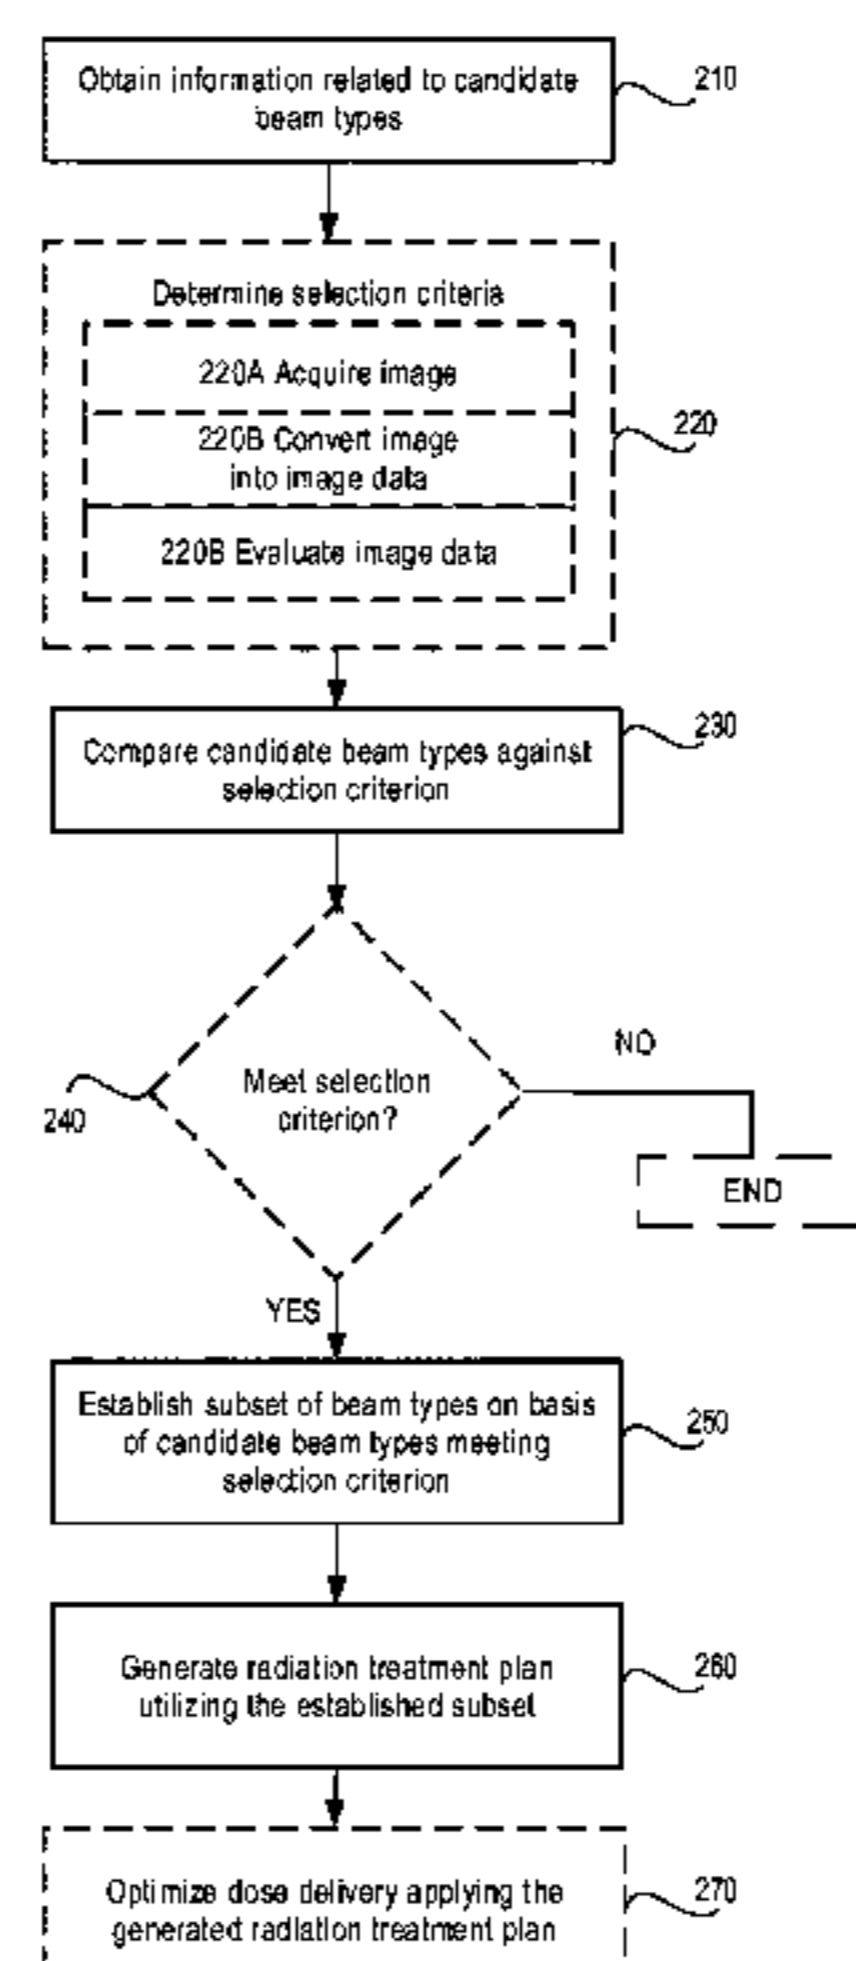 Obtain information related to candidate
beam types
210
Determine selection criteria
220A Acquire image
220B Convert image
into image data
220B Evaluate image data
220
Compare candidate beam types against
selection criterion
230
Meet selection
criterion?
240
NO
END
YES
Establish subset of beam types on basis
of candidate beam types meeting
selection criterion
250
Generate radiation treatment plan
utilizing the established subset
260
Optimize dose delivery applying the
generated radiation treatment plan
270